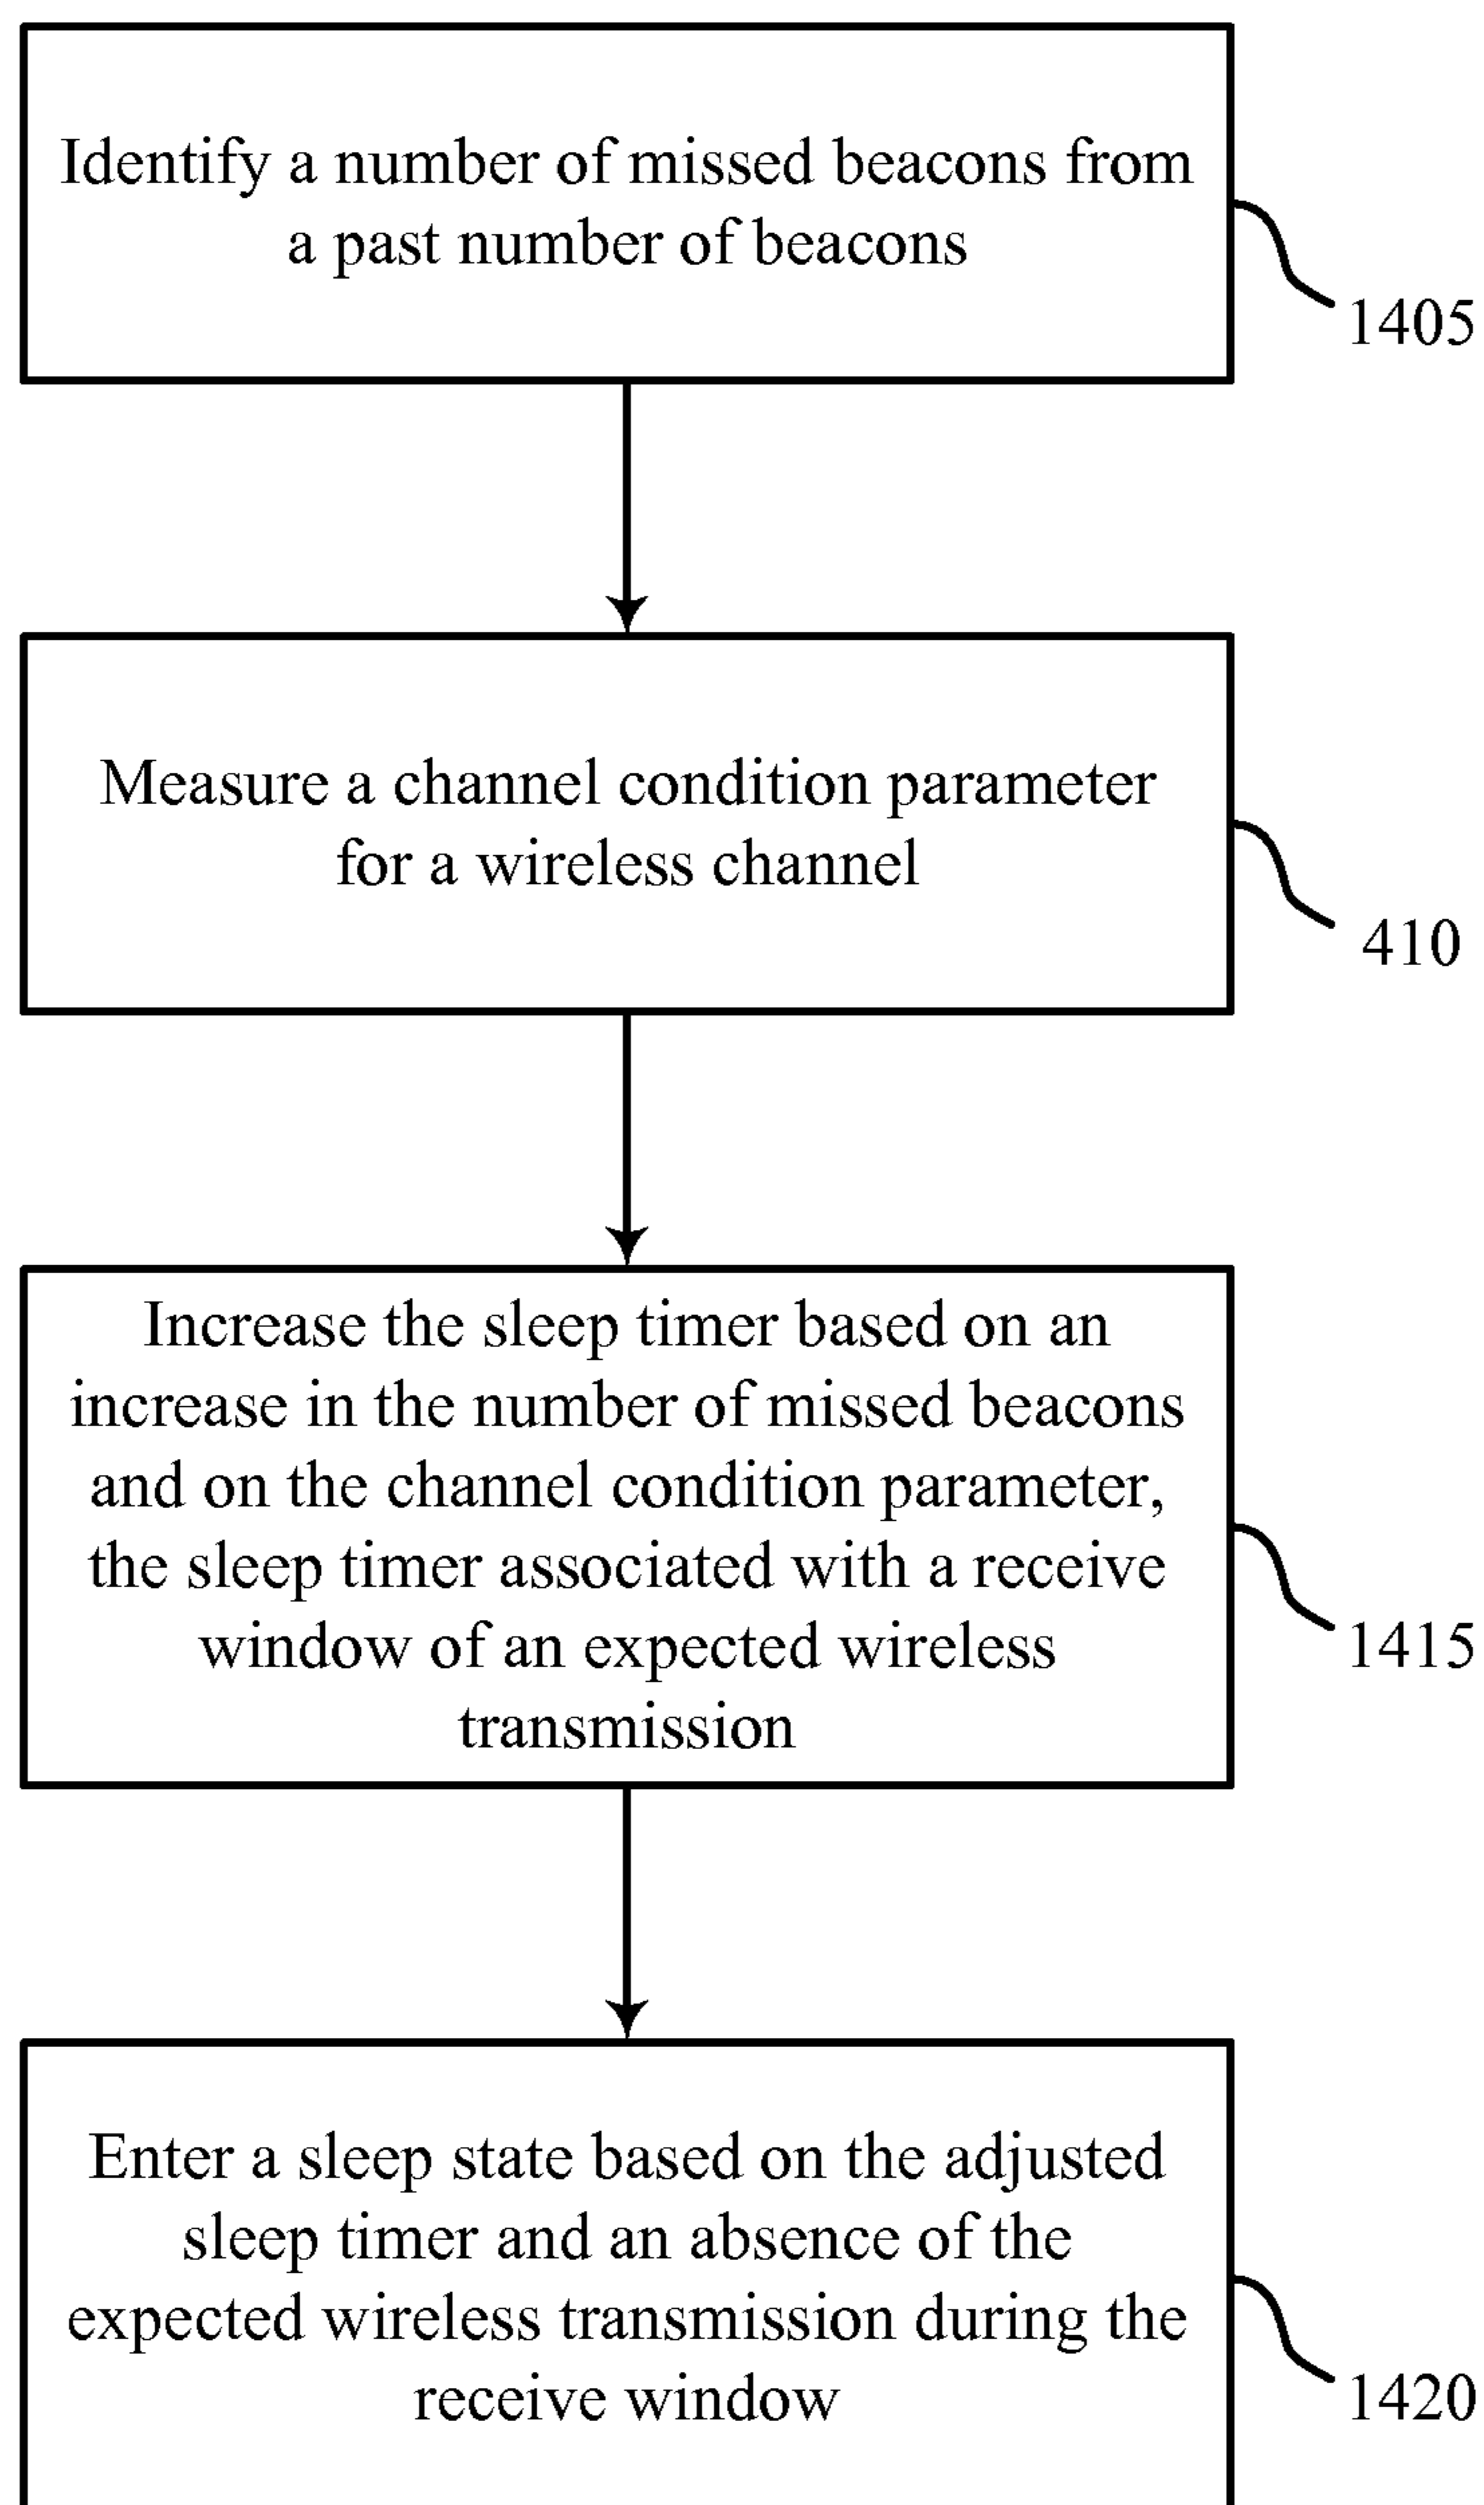 Identify a number of missed beacons from
a past number of beacons
1405
Measure a channel condition parameter
for a wireless channel
410
Increase the sleep timer based on an
increase in the number of missed beacons
and on the channel condition parameter,
the sleep timer associated with a receive
window of an expected wireless
transmission
1415
Enter a sleep state based on the adjusted
sleep timer and an absence of the
expected wireless transmission during the
receive window
1420